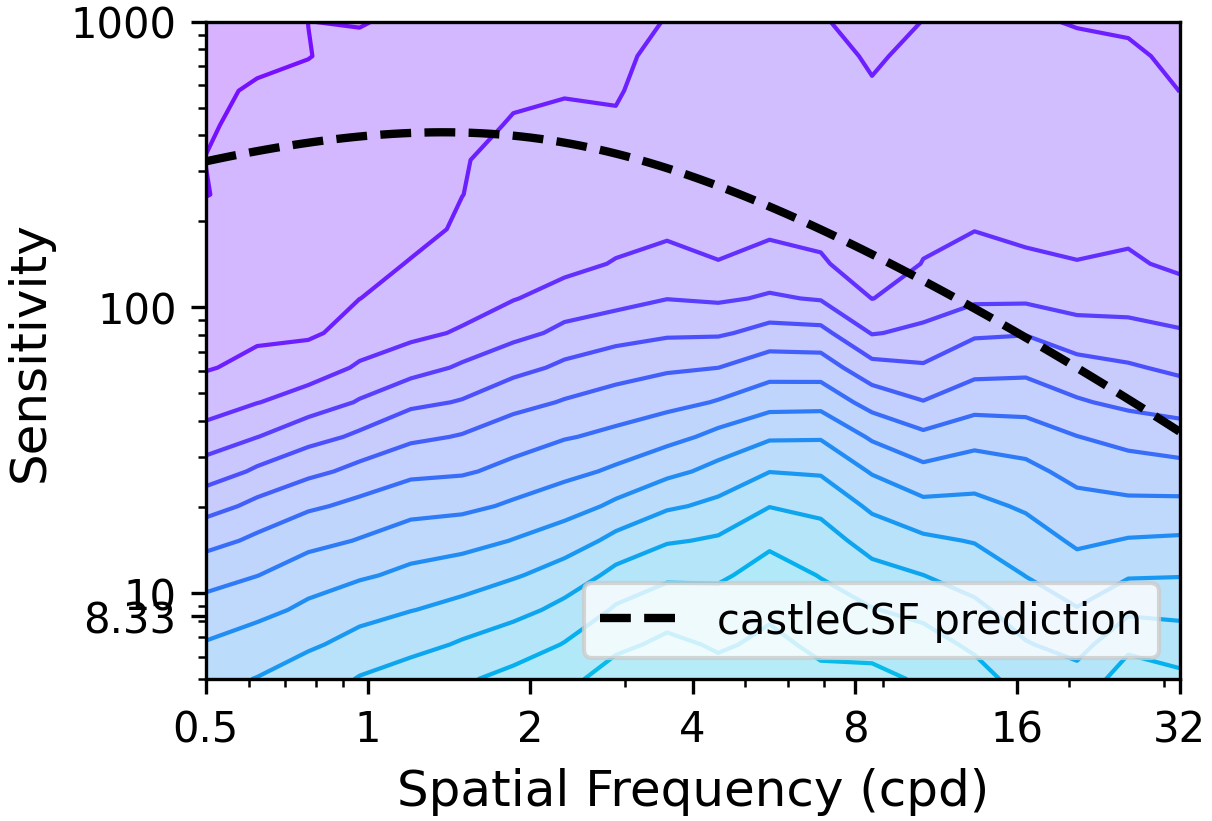 1000
100
10
8.33
Sensitivity
castleCSF prediction
0.5 1 2 4 8 16 32
Spatial Frequency (cpd)